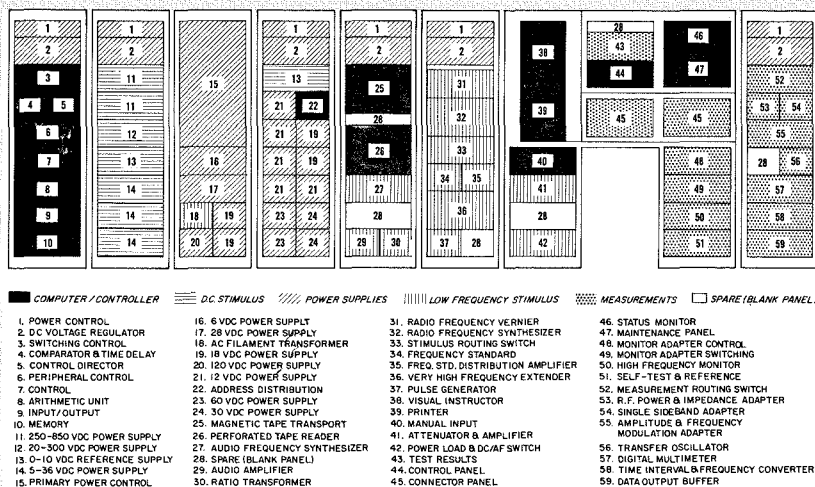 1
2
3
4 5
6
7
8
9
10
1
2
11
11
12
13
14
14
14
15
16
17
18 19
20 19
1
2
13
21 22
21 19
21 19
21 21
23 24
23 24
1
2
25
28
26
27
28
29 30
1
2
31
32
33
34 35
36
37 28
38
39
40
41
28
42
28
43
44
45
46
47
45
48
49
50
51
1
2
52
53 54
55
28 56
57
58
59
COMPUTER / CONTROLLER D.C. STIMULUS POWER SUPPLIES LOW FREQUENCY STIMULUS MEASUREMENTS SPARE (BLANK PANEL)
1. POWER CONTROL
2. DC VOLTAGE REGULATOR
3. SWITCHING CONTROL
4. COMPARATOR & TIME DELAY
5. CONTROL DIRECTOR
6. PERIPHERAL CONTROL
7. CONTROL
8. ARITHMETIC UNIT
9. INPUT/OUTPUT
10. MEMORY
11. 250-850 VDC POWER SUPPLY
12. 20-300 VDC POWER SUPPLY
13. 0-10 VDC REFERENCE SUPPLY
14. 5-36 VDC POWER SUPPLY
15. PRIMARY POWER CONTROL
16. 6 VDC POWER SUPPLY
17. 28 VDC POWER SUPPLY
18. AC FILAMENT TRANSFORMER
19. 18 VDC POWER SUPPLY
20. 120 VDC POWER SUPPLY
21. 12 VDC POWER SUPPLY
22. ADDRESS DISTRIBUTION
23. 60 VDC POWER SUPPLY
24. 30 VDC POWER SUPPLY
25. MAGNETIC TAPE TRANSPORT
26. PERFORATED TAPE READER
27. AUDIO FREQUENCY SYNTHESIZER
28. SPARE (BLANK PANEL)
29. AUDIO AMPLIFIER
30. RATIO TRANSFORMER
31. RADIO FREQUENCY VERNIER
32. RADIO FREQUENCY SYNTHESIZER
33. STIMULUS ROUTING SWITCH
34. FREQUENCY STANDARD
35. FREQ. STD. DISTRIBUTION AMPLIFIER
36. VERY HIGH FREQUENCY EXTENDER
37. PULSE GENERATOR
38. VISUAL INSTRUCTOR
39. PRINTER
40. MANUAL INPUT
41. ATTENUATOR & AMPLIFIER
42. POWER LOAD & DC/AF SWITCH
43. TEST RESULTS
44. CONTROL PANEL
45. CONNECTOR PANEL
46. STATUS MONITOR
47. MAINTENANCE PANEL
48. MONITOR ADAPTER CONTROL
49. MONITOR ADAPTER SWITCHING
50. HIGH FREQUENCY MONITOR
51. SELF-TEST & REFERENCE
52. MEASUREMENT ROUTING SWITCH
53. R.F. POWER & IMPEDANCE ADAPTER
54. SINGLE SIDEBAND ADAPTER
55. AMPLITUDE & FREQUENCY
MODULATION ADAPTER
56. TRANSFER OSCILLATOR
57. DIGITAL MULTIMETER
58. TIME INTERVAL & FREQUENCY CONVERTER
59. DATA OUTPUT BUFFER